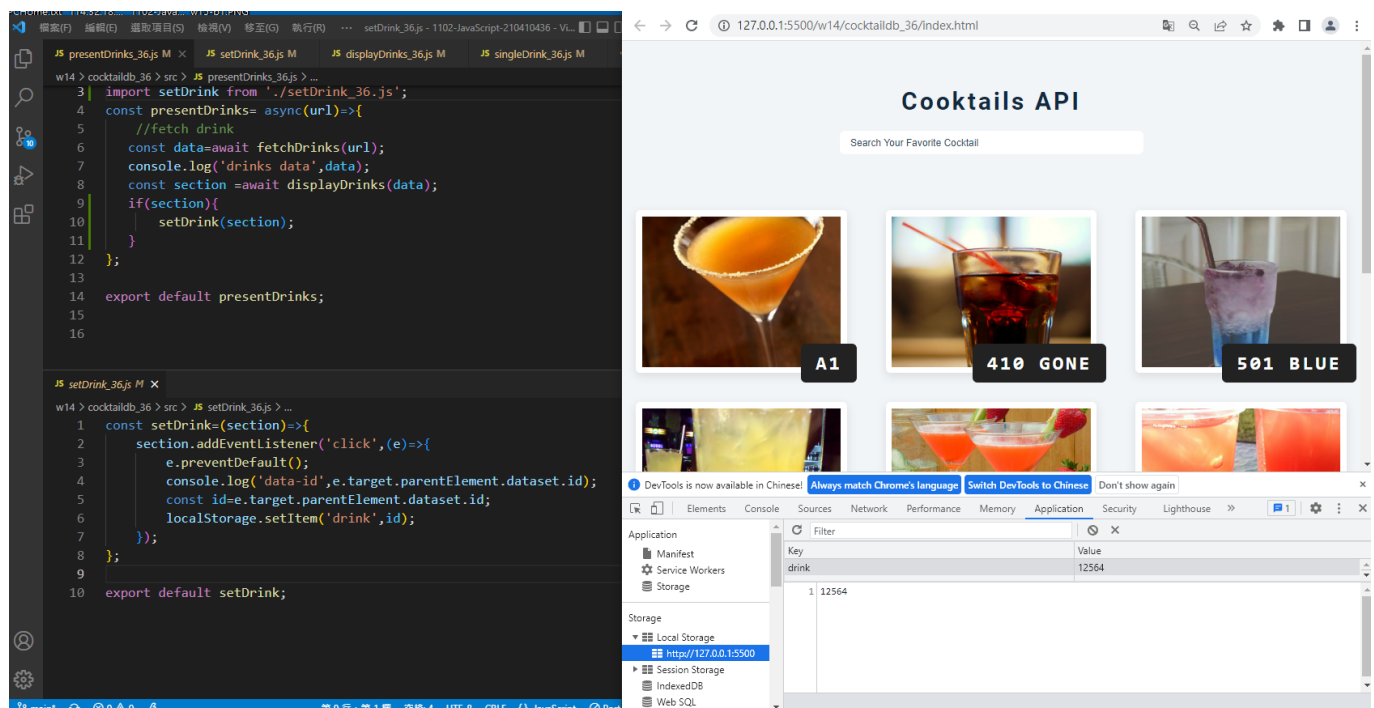 檔案(F) 編輯(E) 選取項目(S) 檢視(V) 移至(G) 執行(R) ··· setDrink_36.js - 1102-JavaScript-210410436 - Vi...
JS presentDrinks_36.js M × JS setDrink_36.js M JS displayDrinks_36.js M JS singleDrink_36.js M
w14 > cocktaildb_36 > src > JS presentDrinks_36.js > ...
3 import setDrink from './setDrink_36.js';
4 const presentDrinks= async(url)=>{
5 //fetch drink
6 const data=await fetchDrinks(url);
7 console.log('drinks data',data);
8 const section =await displayDrinks(data);
9 if(section){
10 setDrink(section);
11 }
12 };
13
14 export default presentDrinks;
15
16
JS setDrink_36.js M ×
w14 > cocktaildb_36 > src > JS setDrink_36.js > ...
1 const setDrink=(section)=>{
2 section.addEventListener('click',(e)=>{
3 e.preventDefault();
4 console.log('data-id',e.target.parentElement.dataset.id);
5 const id=e.target.parentElement.dataset.id;
6 localStorage.setItem('drink',id);
7 });
8 };
9
10 export default setDrink;
10
127.0.0.1:5500/w14/cocktaildb_36/index.html
Cooktails API
Search Your Favorite Cocktail
A1
410 GONE
501 BLUE
DevTools is now available in Chinese! Always match Chrome's language Switch DevTools to Chinese Don't show again
Elements Console Sources Network Performance Memory Application Security Lighthouse » 1
Application
Manifest
Service Workers
Storage
Storage
Local Storage
http://127.0.0.1:5500
Session Storage
IndexedDB
Web SQL
Filter
Key Value
drink 12564
1 12564